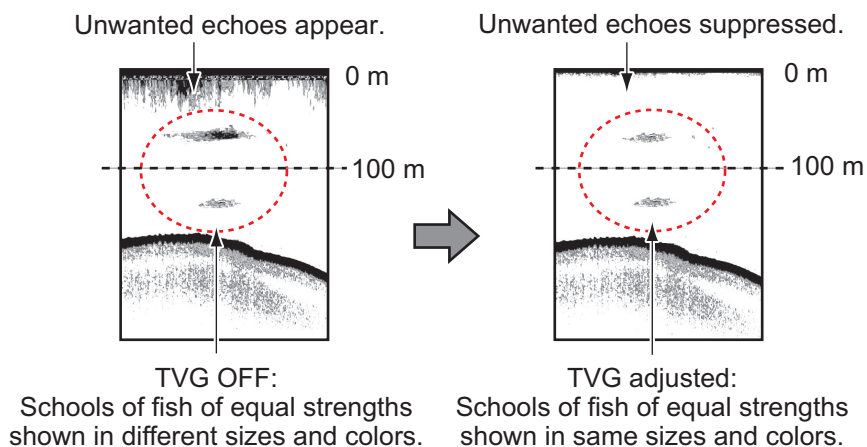 Unwanted echoes appear.
Unwanted echoes suppressed.
0 m
0 m
100 m
100 m
TVG OFF:
Schools of fish of equal strengths
shown in different sizes and colors.
TVG adjusted:
Schools of fish of equal strengths
shown in same sizes and colors.